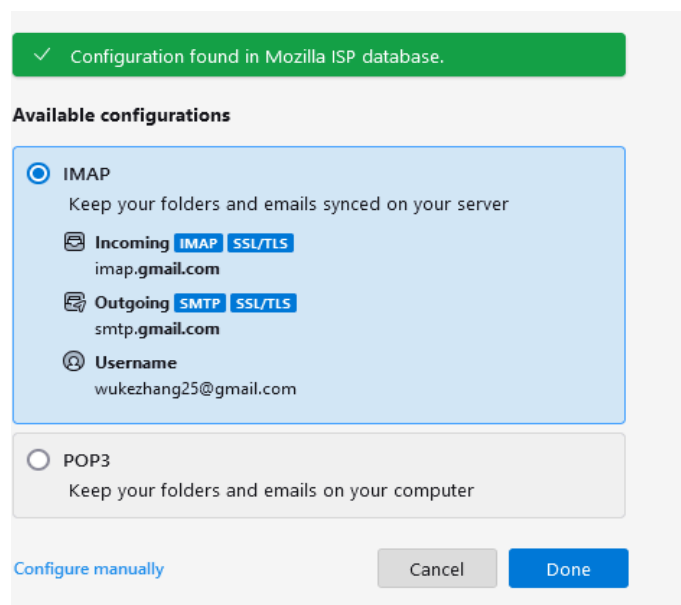 Configuration found in Mozilla ISP database.
Available configurations
IMAP
Keep your folders and emails synced on your server
Incoming IMAP SSL/TLS
imap.gmail.com
Outgoing SMTP SSL/TLS
smtp.gmail.com
Username
wukezhang25@gmail.com
POP3
Keep your folders and emails on your computer
Configure manually Cancel Done